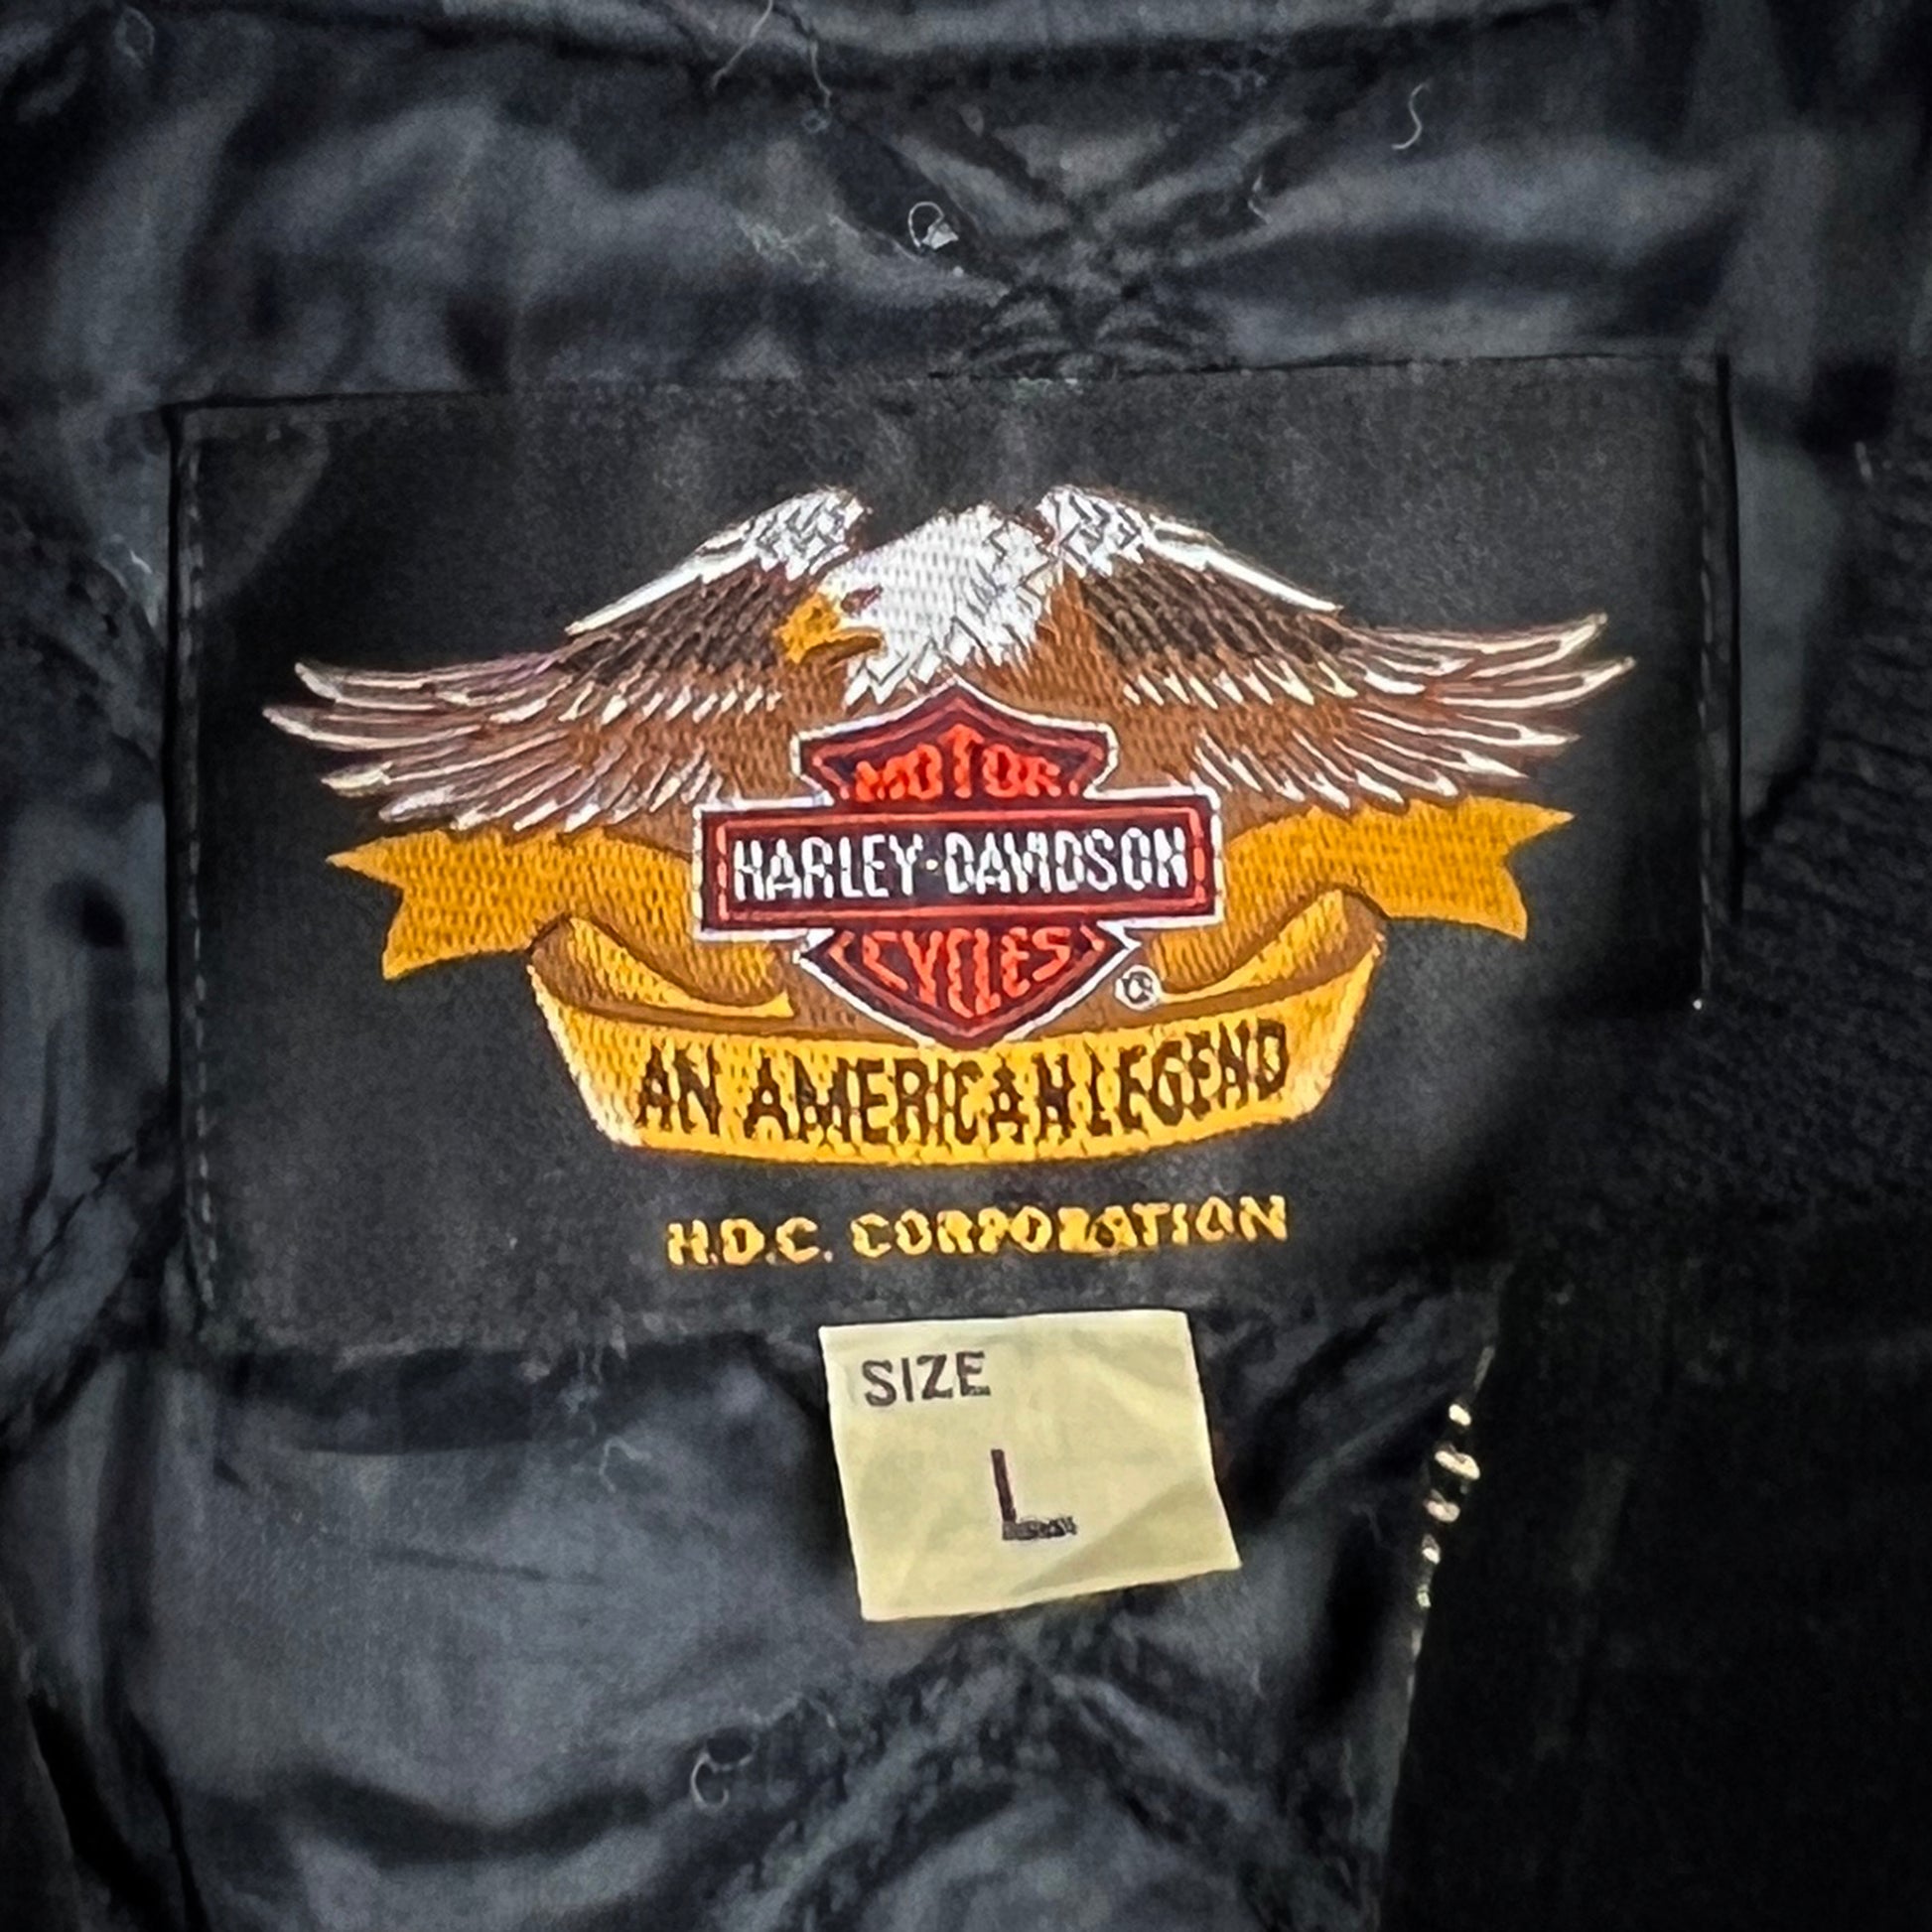 MOTOR
HARLEY-DAVIDSON
CYCLES
®
AN AMERICAN LEGEND
H.D.C. CORPORATION
SIZE
L